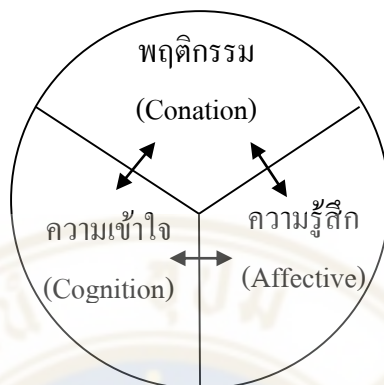 พฤติกรรม
(Conation)
ความเข้าใจ
(Cognition)
ความรู้สึก
(Affective)